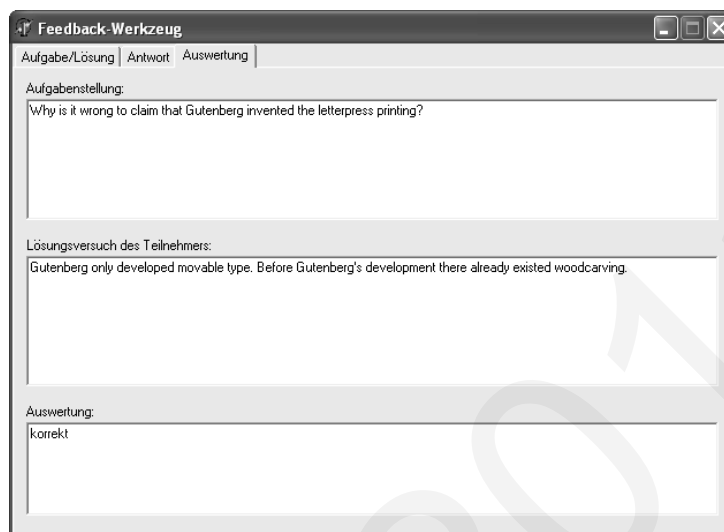 Feedback-Werkzeug
Aufgabe/Lösung Antwort Auswertung
Aufgabenstellung:
Why is it wrong to claim that Gutenberg invented the letterpress printing?
Lösungsversuch des Teilnehmers:
Gutenberg only developed movable type. Before Gutenberg's development there already existed woodcarving.
Auswertung:
korrekt